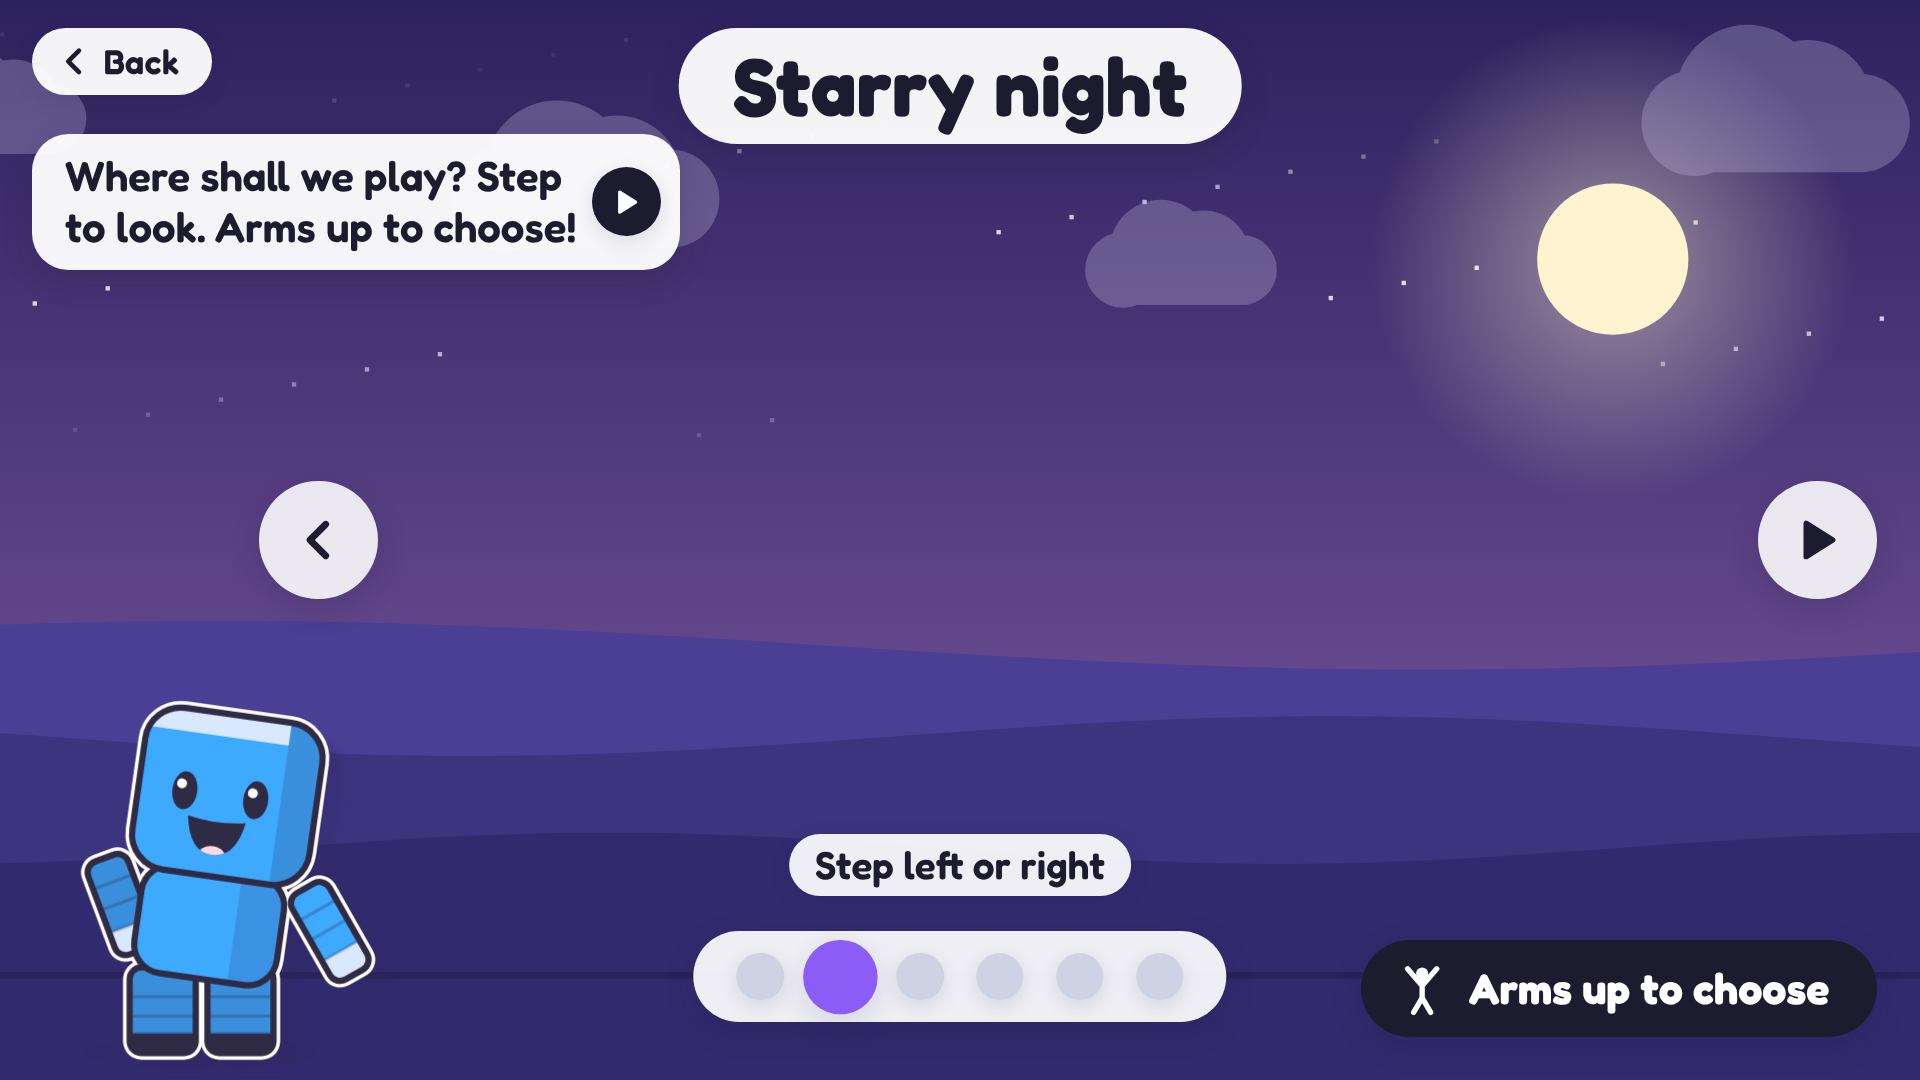 Back
Starry night
Where shall we play? Step
to look. Arms up to choose!
Step left or right
Arms up to choose